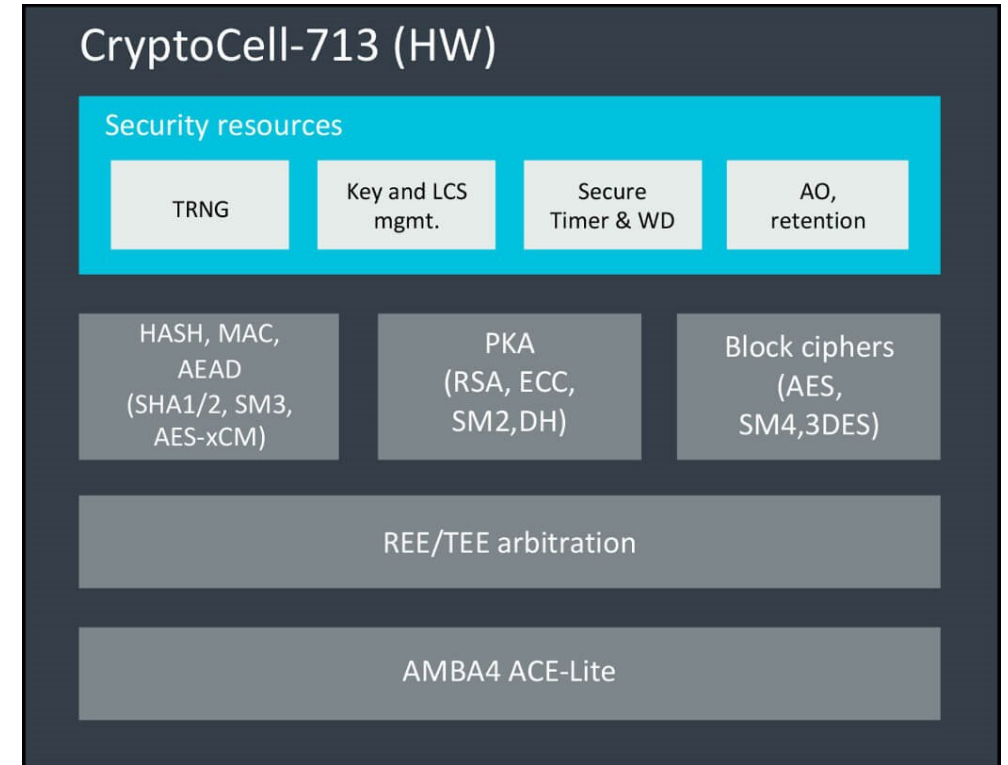 CryptoCell-713 (HW)
Security resources
TRNG
Key and LCS
mgmt.
Secure
Timer & WD
AO,
retention
HASH, MAC,
AEAD
(SHA1/2, SM3,
AES-xCM)
PKA
(RSA, ECC,
SM2,DH)
Block ciphers
(AES,
SM4,3DES)
REE/TEE arbitration
AMBA4 ACE-Lite